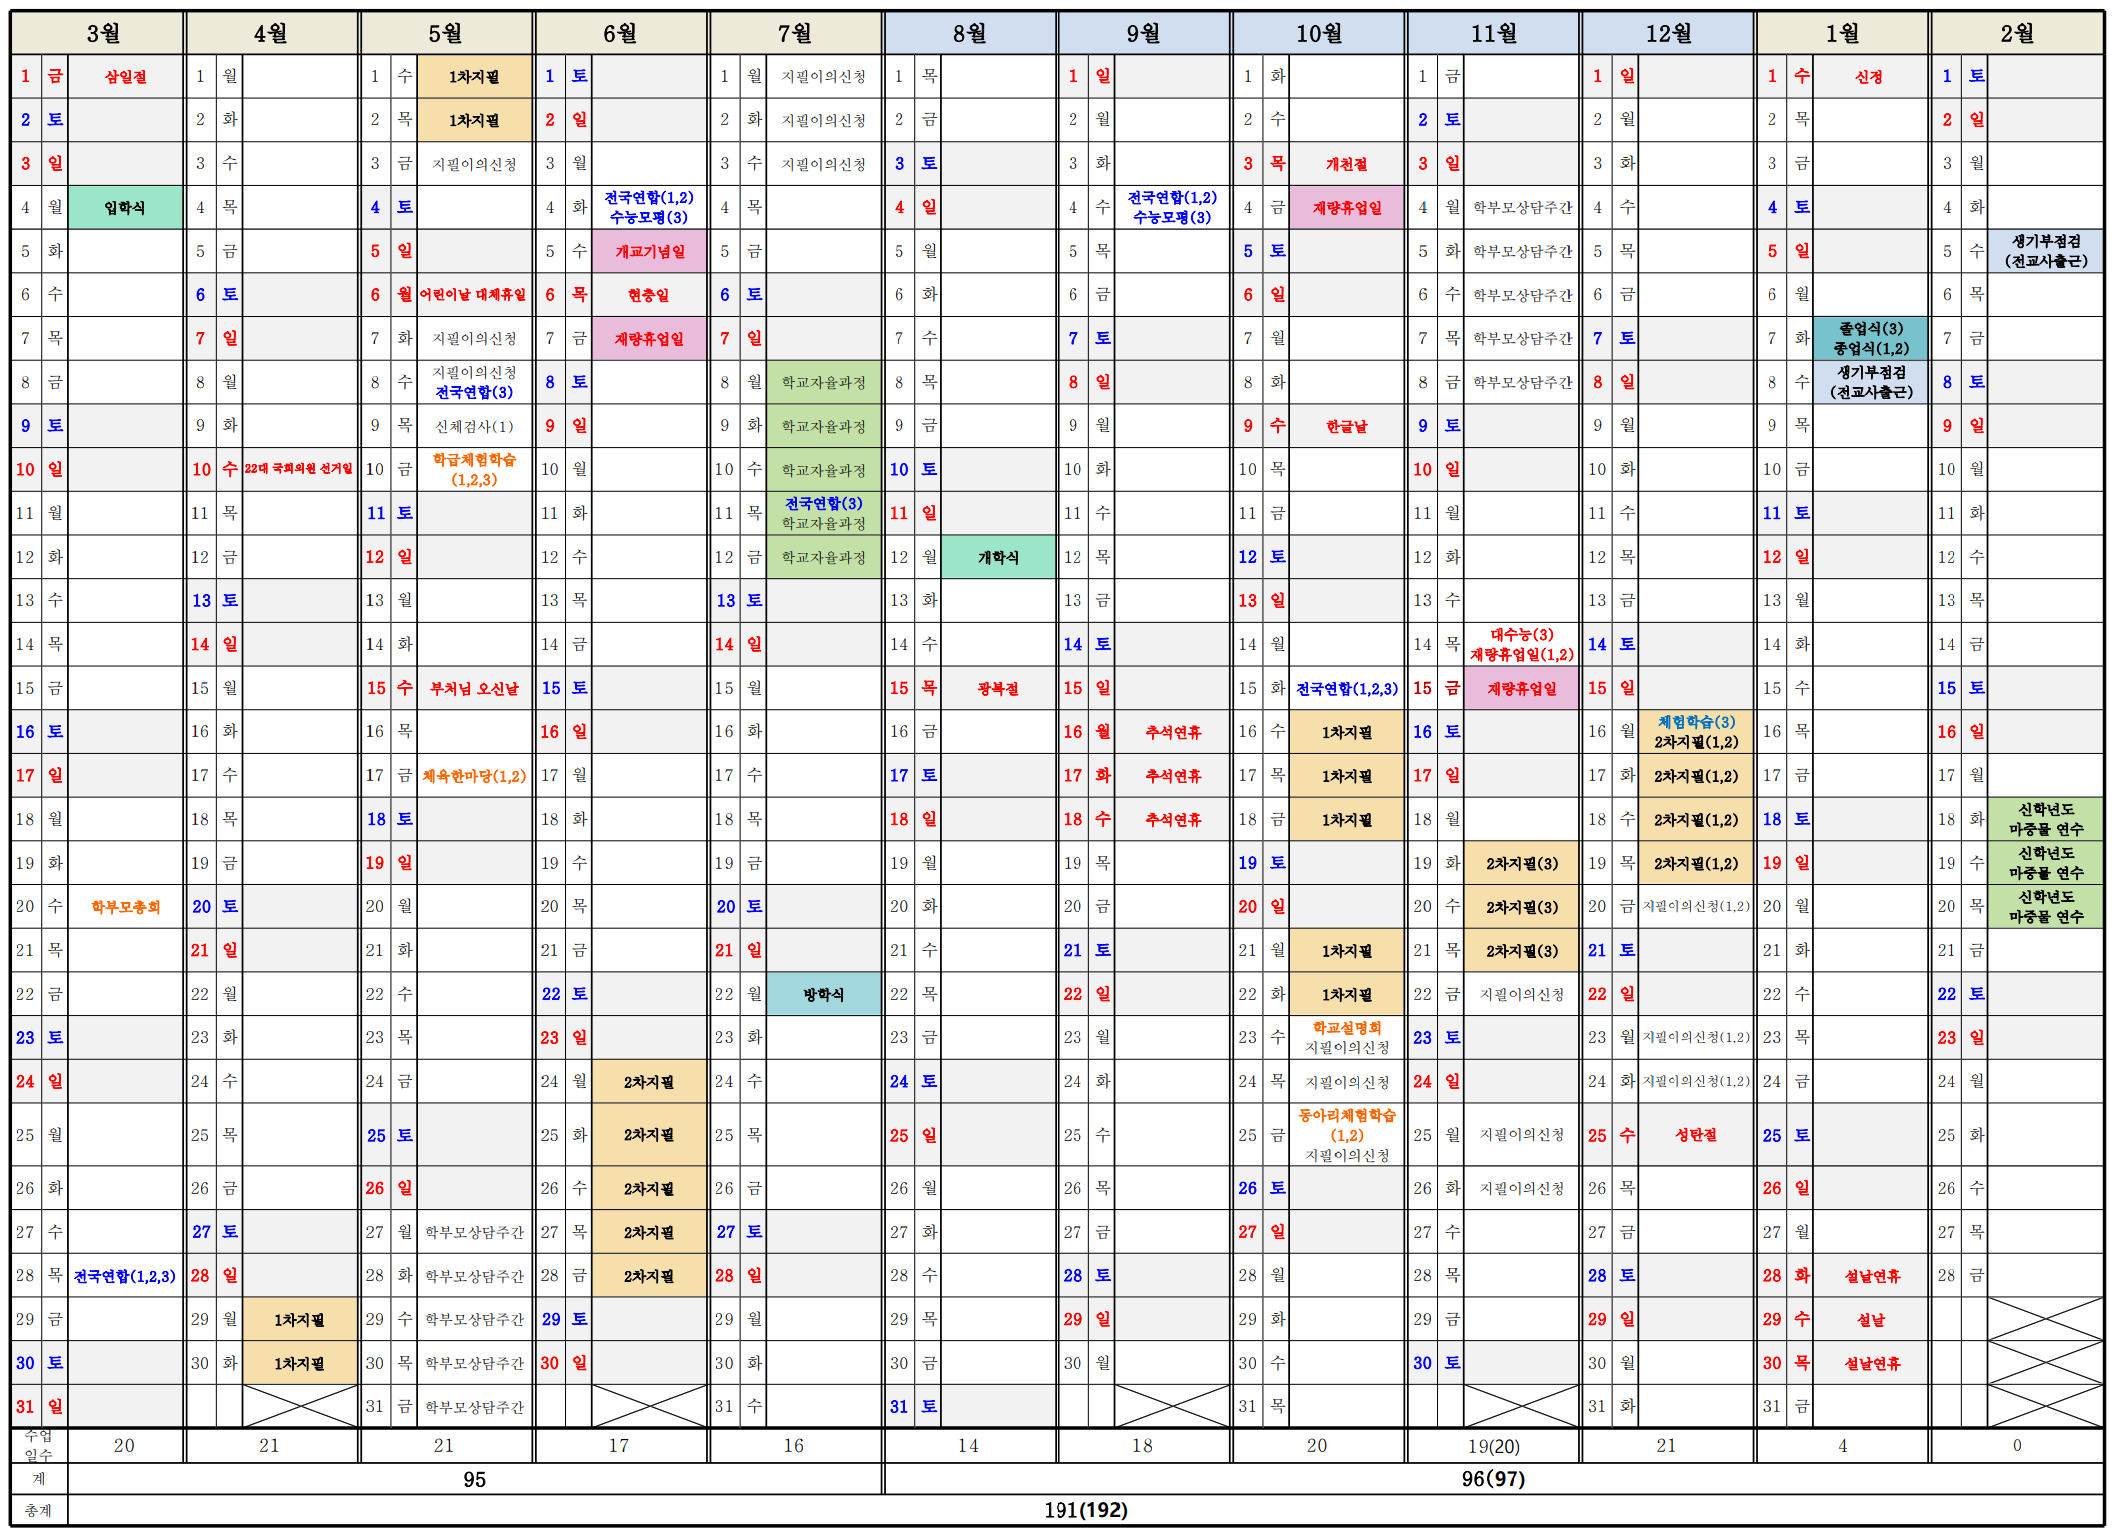 3월 4월 5월 6월 7월 8월 9월 10월 11월 12월 1월 2월
1 금 삼일절 1 월 1 수 1차지필 1 토 1 월 지필이의신청 1 목 1 일 1 화 1 금 1 일 1 수 신정 1 토
2 토 2 화 2 목 1차지필 2 일 2 화 지필이의신청 2 금 2 월 2 수 2 토 2 월 2 목 2 일
3 일 3 수 3 금 지필이의신청 3 월 3 수 지필이의신청 3 토 3 화 3 목 개천절 3 일 3 화 3 금 3 월
4 월 입학식 4 목 4 토 4 화 전국연합(1,2) 수능모평(3) 4 목 4 일 4 수 전국연합(1,2) 수능모평(3) 4 금 재량휴업일 4 월 학부모상담주간 4 수 4 토 4 화
5 화 5 금 5 일 5 수 개교기념일 5 금 5 월 5 목 5 토 5 화 학부모상담주간 5 목 5 일 5 수 생기부점검 (전교사출근)
6 수 6 토 6 월 어린이날 대체휴일 6 목 현충일 6 토 6 화 6 금 6 일 6 수 학부모상담주간 6 금 6 월 6 목
7 목 7 일 7 화 지필이의신청 7 금 재량휴업일 7 일 7 수 7 토 7 월 7 목 학부모상담주간 7 토 7 화 졸업식(3) 종업식(1,2) 7 금
8 금 8 월 8 수 지필이의신청 전국연합(3) 8 토 8 월 학교자율과정 8 목 8 일 8 화 8 금 학부모상담주간 8 일 8 수 생기부점검 (전교사출근) 8 토
9 토 9 화 9 목 신체검사(1) 9 일 9 화 학교자율과정 9 금 9 월 9 수 한글날 9 토 9 월 9 목 9 일
10 일 10 수 22대 국회의원 선거일 10 금 학급체험학습 (1,2,3) 10 월 10 수 학교자율과정 10 토 10 화 10 목 10 일 10 화 10 금 10 월
11 월 11 목 11 토 11 화 11 목 전국연합(3) 학교자율과정 11 일 11 수 11 금 11 월 11 수 11 토 11 화
12 화 12 금 12 일 12 수 12 금 학교자율과정 12 월 개학식 12 목 12 토 12 화 12 목 12 일 12 수
13 수 13 토 13 월 13 목 13 토 13 화 13 금 13 일 13 수 13 금 13 월 13 목
14 목 14 일 14 화 14 금 14 일 14 수 14 토 14 월 14 목 대수능(3) 재량휴업일(1,2) 14 토 14 화 14 금
15 금 15 월 15 수 부처님 오신날 15 토 15 월 15 목 광복절 15 일 15 화 전국연합(1,2,3) 15 금 재량휴업일 15 일 15 수 15 토
16 토 16 화 16 목 16 일 16 화 16 금 16 월 추석연휴 16 수 1차지필 16 토 16 월 체험학습(3) 2차지필(1,2) 16 목 16 일
17 일 17 수 17 금 체육한마당(1,2) 17 월 17 수 17 토 17 화 추석연휴 17 목 1차지필 17 일 17 화 2차지필(1,2) 17 금 17 월
18 월 18 목 18 토 18 화 18 목 18 일 18 수 추석연휴 18 금 1차지필 18 월 18 수 2차지필(1,2) 18 토 18 화 신학년도 마중물 연수
19 화 19 금 19 일 19 수 19 금 19 월 19 목 19 토 19 화 2차지필(3) 19 목 2차지필(1,2) 19 일 19 수 신학년도 마중물 연수
20 수 학부모총회 20 토 20 월 20 목 20 토 20 화 20 금 20 일 20 수 2차지필(3) 20 금 지필이의신청(1,2) 20 월 20 목 신학년도 마중물 연수
21 목 21 일 21 화 21 금 21 일 21 수 21 토 21 월 1차지필 21 목 2차지필(3) 21 토 21 화 21 금
22 금 22 월 22 수 22 토 22 월 방학식 22 목 22 일 22 화 1차지필 22 금 지필이의신청 22 일 22 수 22 토
23 토 23 화 23 목 23 일 23 화 23 금 23 월 23 수 학교설명회 지필이의신청 23 토 23 월 지필이의신청(1,2) 23 목 23 일
24 일 24 수 24 금 24 월 2차지필 24 수 24 토 24 화 24 목 지필이의신청 24 일 24 화 지필이의신청(1,2) 24 금 24 월
25 월 25 목 25 토 25 화 2차지필 25 목 25 일 25 수 25 금 동아리체험학습 (1,2) 지필이의신청 25 월 지필이의신청 25 수 성탄절 25 토 25 화
26 화 26 금 26 일 26 수 2차지필 26 금 26 월 26 목 26 토 26 화 지필이의신청 26 목 26 일 26 수
27 수 27 토 27 월 학부모상담주간 27 목 2차지필 27 토 27 화 27 금 27 일 27 수 27 금 27 월 27 목
28 목 전국연합(1,2,3) 28 일 28 화 학부모상담주간 28 금 2차지필 28 일 28 수 28 토 28 월 28 목 28 토 28 화 설날연휴 28 금
29 금 29 월 1차지필 29 수 학부모상담주간 29 토 29 월 29 목 29 일 29 화 29 금 29 일 29 수 설날
30 토 30 화 1차지필 30 목 학부모상담주간 30 일 30 화 30 금 30 월 30 수 30 토 30 월 30 목 설날연휴
31 일 31 금 학부모상담주간 31 수 31 토 31 목 31 화 31 금
수업 일수 20 21 21 17 16 14 18 20 19(20) 21 4 0
계 95 96(97)
총계 191(192)